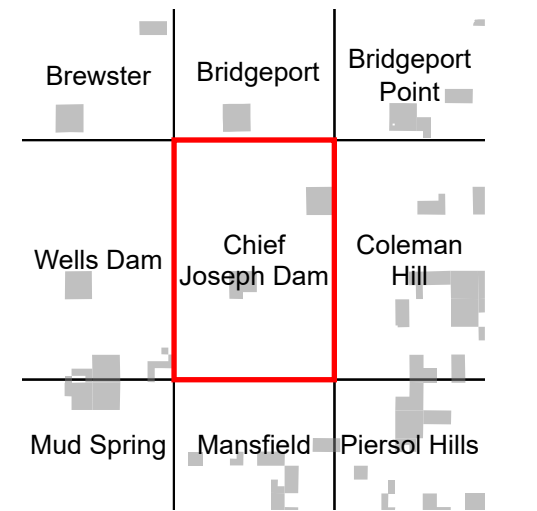 Brewster
Bridgeport
Bridgeport
Point
Wells Dam
Chief
Joseph Dam
Coleman
Hill
Mud Spring
Mansfield
Piersol Hills